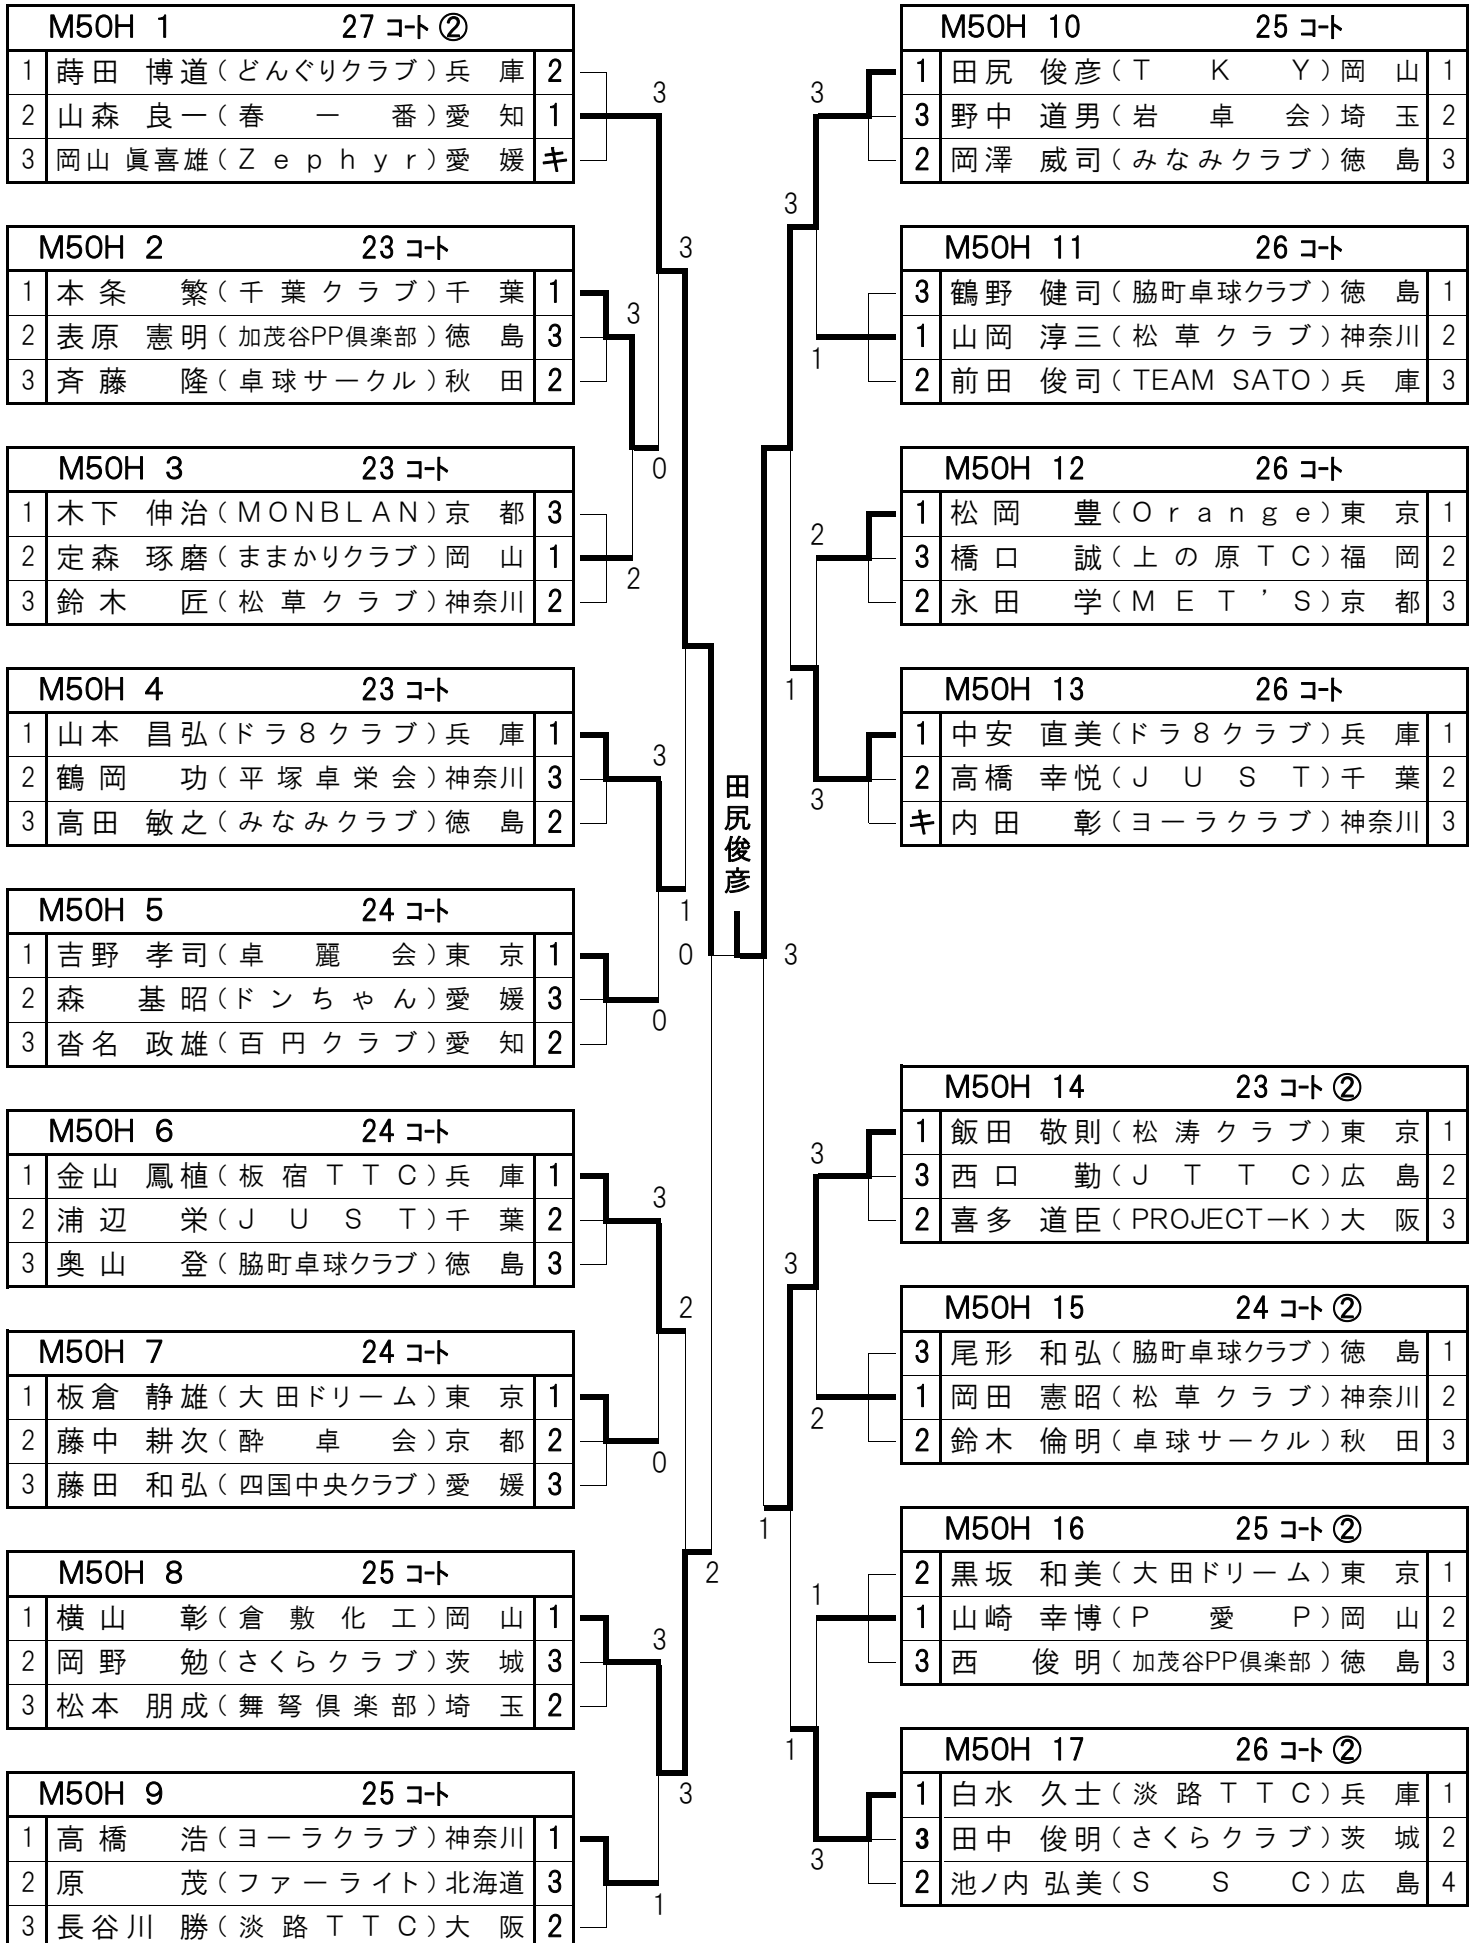 M50H 1 27 コート ②
1 蒔田 博道 ( どんぐりクラブ ) 兵庫 2
2 山森 良一 ( 春一番 ) 愛知 1
3 岡山 眞喜雄 ( Zephyr ) 愛媛 キ
3
M50H 2 23 コート
1 本条 繁 ( 千葉クラブ ) 千葉 1
2 表原 憲明 ( 加茂谷PP倶楽部 ) 徳島 3
3 斉藤 隆 ( 卓球サークル ) 秋田 2
3
3
0
M50H 3 23 コート
1 木下 伸治 ( MONBLAN ) 京都 3
2 定森 琢磨 ( ままかりクラブ ) 岡山 1
3 鈴木 匠 ( 松草クラブ ) 神奈川 2
2
M50H 4 23 コート
1 山本 昌弘 ( ドラ8クラブ ) 兵庫 1
2 鶴岡 功 ( 平塚卓栄会 ) 神奈川 3
3 高田 敏之 ( みなみクラブ ) 徳島 2
3
1
0
M50H 5 24 コート
1 吉野 孝司 ( 卓麗会 ) 東京 1
2 森 基昭 ( ドンちゃん ) 愛媛 3
3 沓名 政雄 ( 百円クラブ ) 愛知 2
0
M50H 6 24 コート
1 金山 鳳植 ( 板宿TTC ) 兵庫 1
2 浦辺 栄 ( JUST ) 千葉 2
3 奥山 登 ( 脇町卓球クラブ ) 徳島 3
3
2
M50H 7 24 コート
1 板倉 静雄 ( 大田ドリーム ) 東京 1
2 藤中 耕次 ( 酔卓会 ) 京都 2
3 藤田 和弘 ( 四国中央クラブ ) 愛媛 3
0
M50H 8 25 コート
1 横山 彰 ( 倉敷化工 ) 岡山 1
2 岡野 勉 ( さくらクラブ ) 茨城 3
3 松本 朋成 ( 舞弩倶楽部 ) 埼玉 2
3
2
3
M50H 9 25 コート
1 高橋 浩 ( ヨーラクラブ ) 神奈川 1
2 原 茂 ( ファーライト ) 北海道 3
3 長谷川 勝 ( 淡路TTC ) 大阪 2
1
田尻俊彦
M50H 10 25 コート
1 田尻 俊彦 ( TKY ) 岡山 1
3 野中 道男 ( 岩卓会 ) 埼玉 2
2 岡澤 威司 ( みなみクラブ ) 徳島 3
3
3
M50H 11 26 コート
3 鶴野 健司 ( 脇町卓球クラブ ) 徳島 1
1 山岡 淳三 ( 松草クラブ ) 神奈川 2
2 前田 俊司 ( TEAM SATO ) 兵庫 3
1
M50H 12 26 コート
1 松岡 豊 ( Orange ) 東京 1
3 橋口 誠 ( 上の原TC ) 福岡 2
2 永田 学 ( MET'S ) 京都 3
2
1
M50H 13 26 コート
1 中安 直美 ( ドラ8クラブ ) 兵庫 1
2 高橋 幸悦 ( JUST ) 千葉 2
キ 内田 彰 ( ヨーラクラブ ) 神奈川 3
3
3
M50H 14 23 コート ②
1 飯田 敬則 ( 松涛クラブ ) 東京 1
3 西口 勤 ( JTTC ) 広島 2
2 喜多 道臣 ( PROJECT-K ) 大阪 3
3
3
M50H 15 24 コート ②
3 尾形 和弘 ( 脇町卓球クラブ ) 徳島 1
1 岡田 憲昭 ( 松草クラブ ) 神奈川 2
2 鈴木 倫明 ( 卓球サークル ) 秋田 3
2
1
M50H 16 25 コート ②
2 黒坂 和美 ( 大田ドリーム ) 東京 1
1 山崎 幸博 ( P愛P ) 岡山 2
3 西 俊明 ( 加茂谷PP倶楽部 ) 徳島 3
1
1
M50H 17 26 コート ②
1 白水 久士 ( 淡路TTC ) 兵庫 1
3 田中 俊明 ( さくらクラブ ) 茨城 2
2 池ノ内 弘美 ( SSC ) 広島 4
3